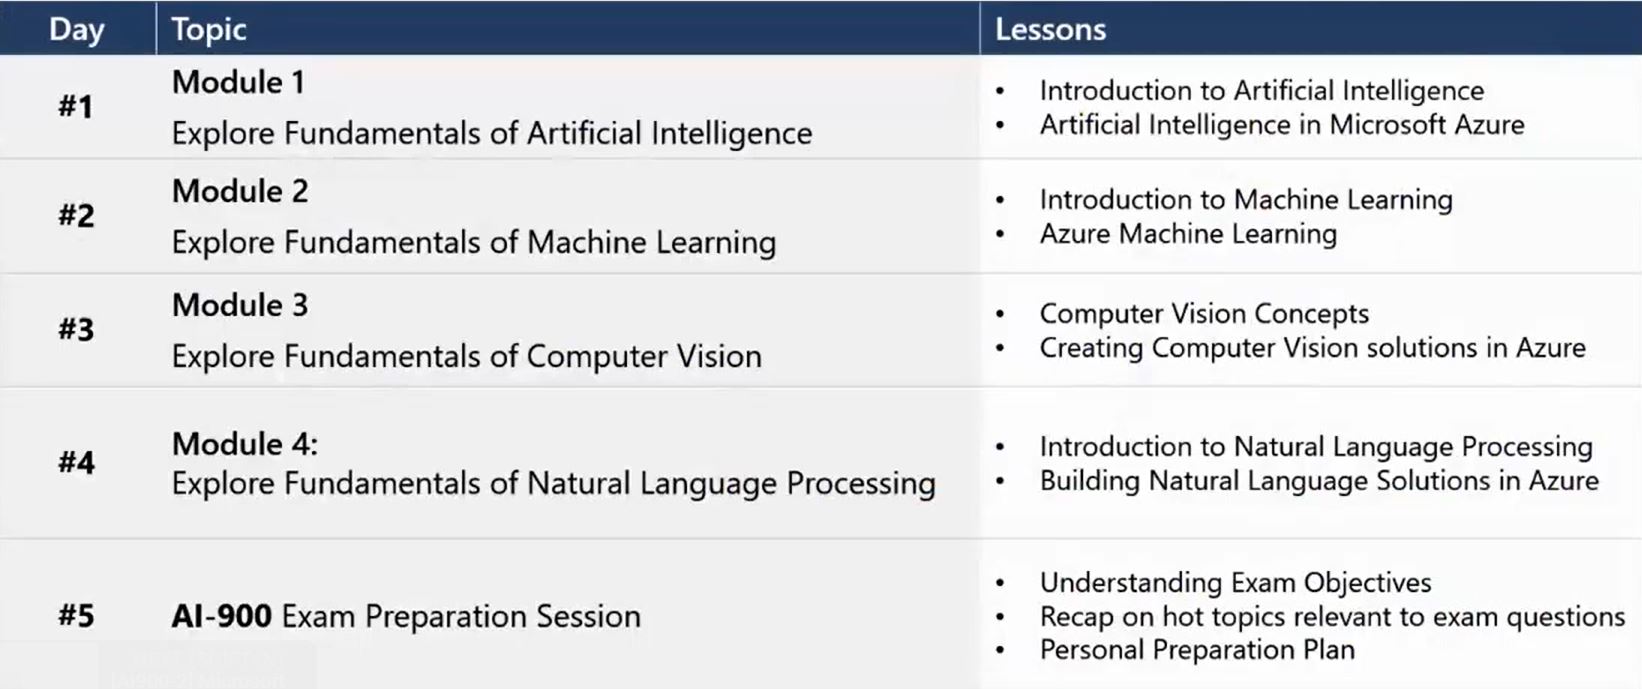 Day Topic Lessons
#1
Module 1
Explore Fundamentals of Artificial Intelligence
• Introduction to Artificial Intelligence
• Artificial Intelligence in Microsoft Azure
#2
Module 2
Explore Fundamentals of Machine Learning
• Introduction to Machine Learning
• Azure Machine Learning
#3
Module 3
Explore Fundamentals of Computer Vision
• Computer Vision Concepts
• Creating Computer Vision solutions in Azure
#4
Module 4:
Explore Fundamentals of Natural Language Processing
• Introduction to Natural Language Processing
• Building Natural Language Solutions in Azure
#5
AI-900 Exam Preparation Session
• Understanding Exam Objectives
• Recap on hot topics relevant to exam questions
• Personal Preparation Plan